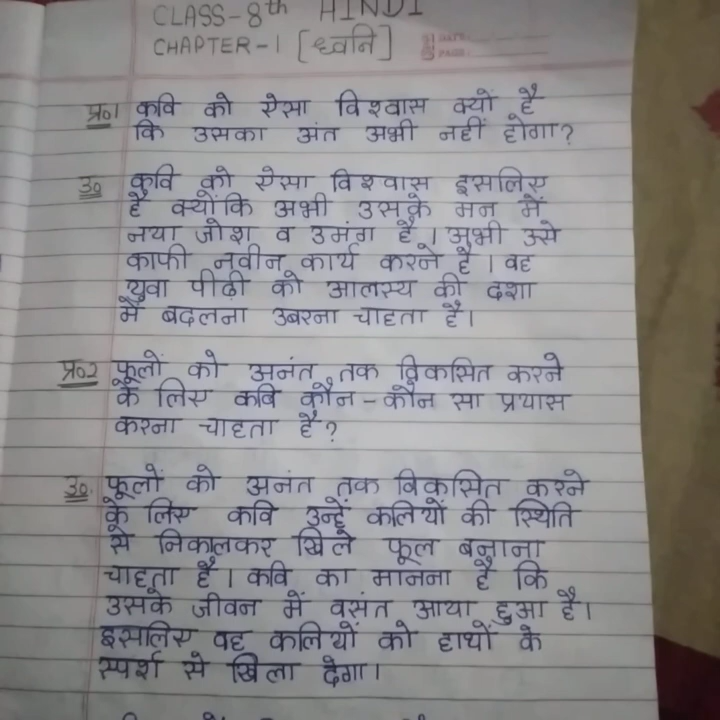 CLASS-8th HINDI
CHAPTER-1 [ध्वनि]
प्र०1 कवि को ऐसा विश्वास क्यों है
कि उसका अंत अभी नहीं होगा?
उ० कवि को ऐसा विश्वास इसलिए
है क्योंकि अभी उसके मन में
नया जोश व उमंग है। अभी उसे
काफी नवीन कार्य करने है। वह
युवा पीढ़ी को आलस्य की दशा
में बदलना उबरना चाहता है।
प्र०2 फूलों को अनंत तक विकसित करने
के लिए कवि कौन-कौन सा प्रयास
करना चाहता है?
उ० फूलों को अनंत तक विकसित करने
के लिए कवि उन्हें कलियों की स्थिति
से निकालकर खिले फूल बनाना
चाहता है। कवि का मानना है कि
उसके जीवन में वसंत आया हुआ है।
इसलिए वह कलियों को हाथों के
स्पर्श से खिला देगा।